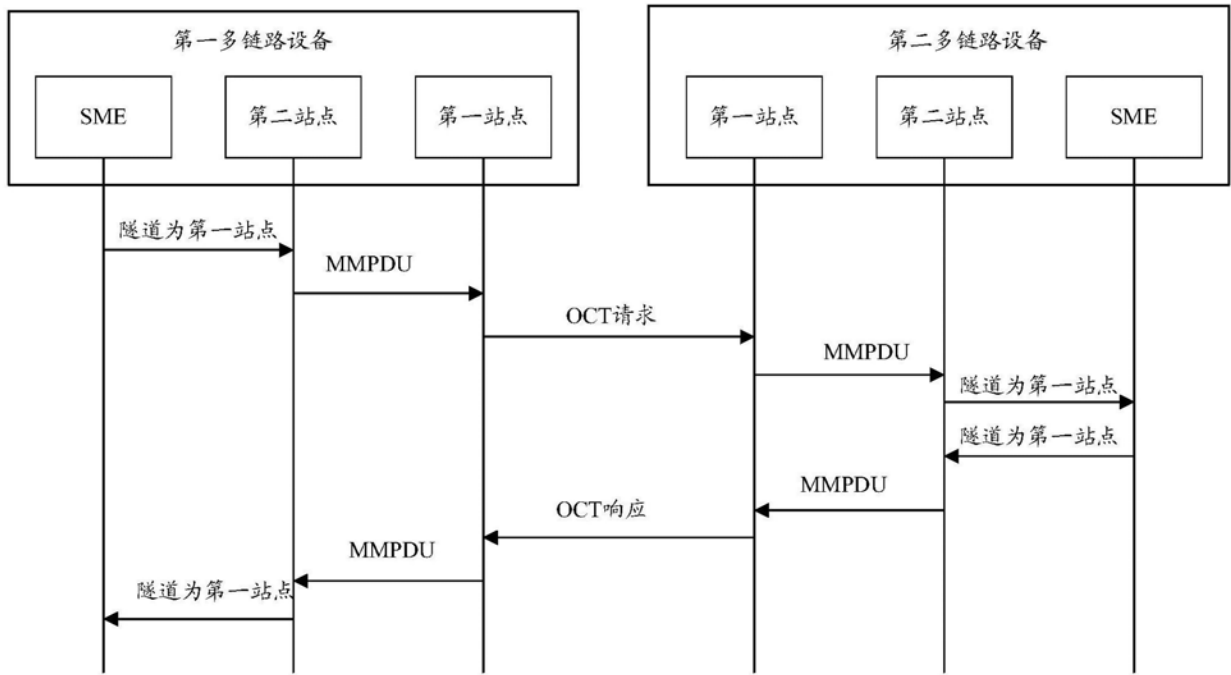 第一多链路设备
第二多链路设备
SME
第二站点
第一站点
第一站点
第二站点
SME
隧道为第一站点
MMPDU
OCT请求
MMPDU
隧道为第一站点
隧道为第一站点
MMPDU
OCT响应
MMPDU
隧道为第一站点